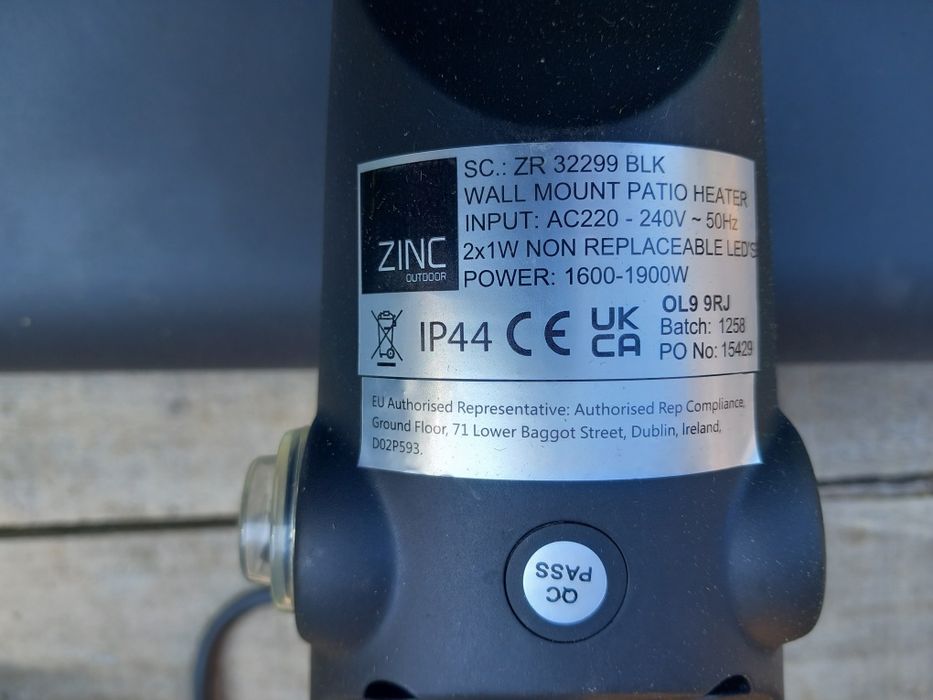 SC.: ZR 32299 BLK
WALL MOUNT PATIO HEATER
INPUT: AC220 - 240V ~ 50Hz
2x1W NON REPLACEABLE LED'S
POWER: 1600-1900W
ZINC
OUTDOOR
IP44 CE UK CA
OL9 9RJ
Batch: 1258
PO No: 15429
EU Authorised Representative: Authorised Rep Compliance,
Ground Floor, 71 Lower Baggot Street, Dublin, Ireland,
D02P593.
QC
PASS